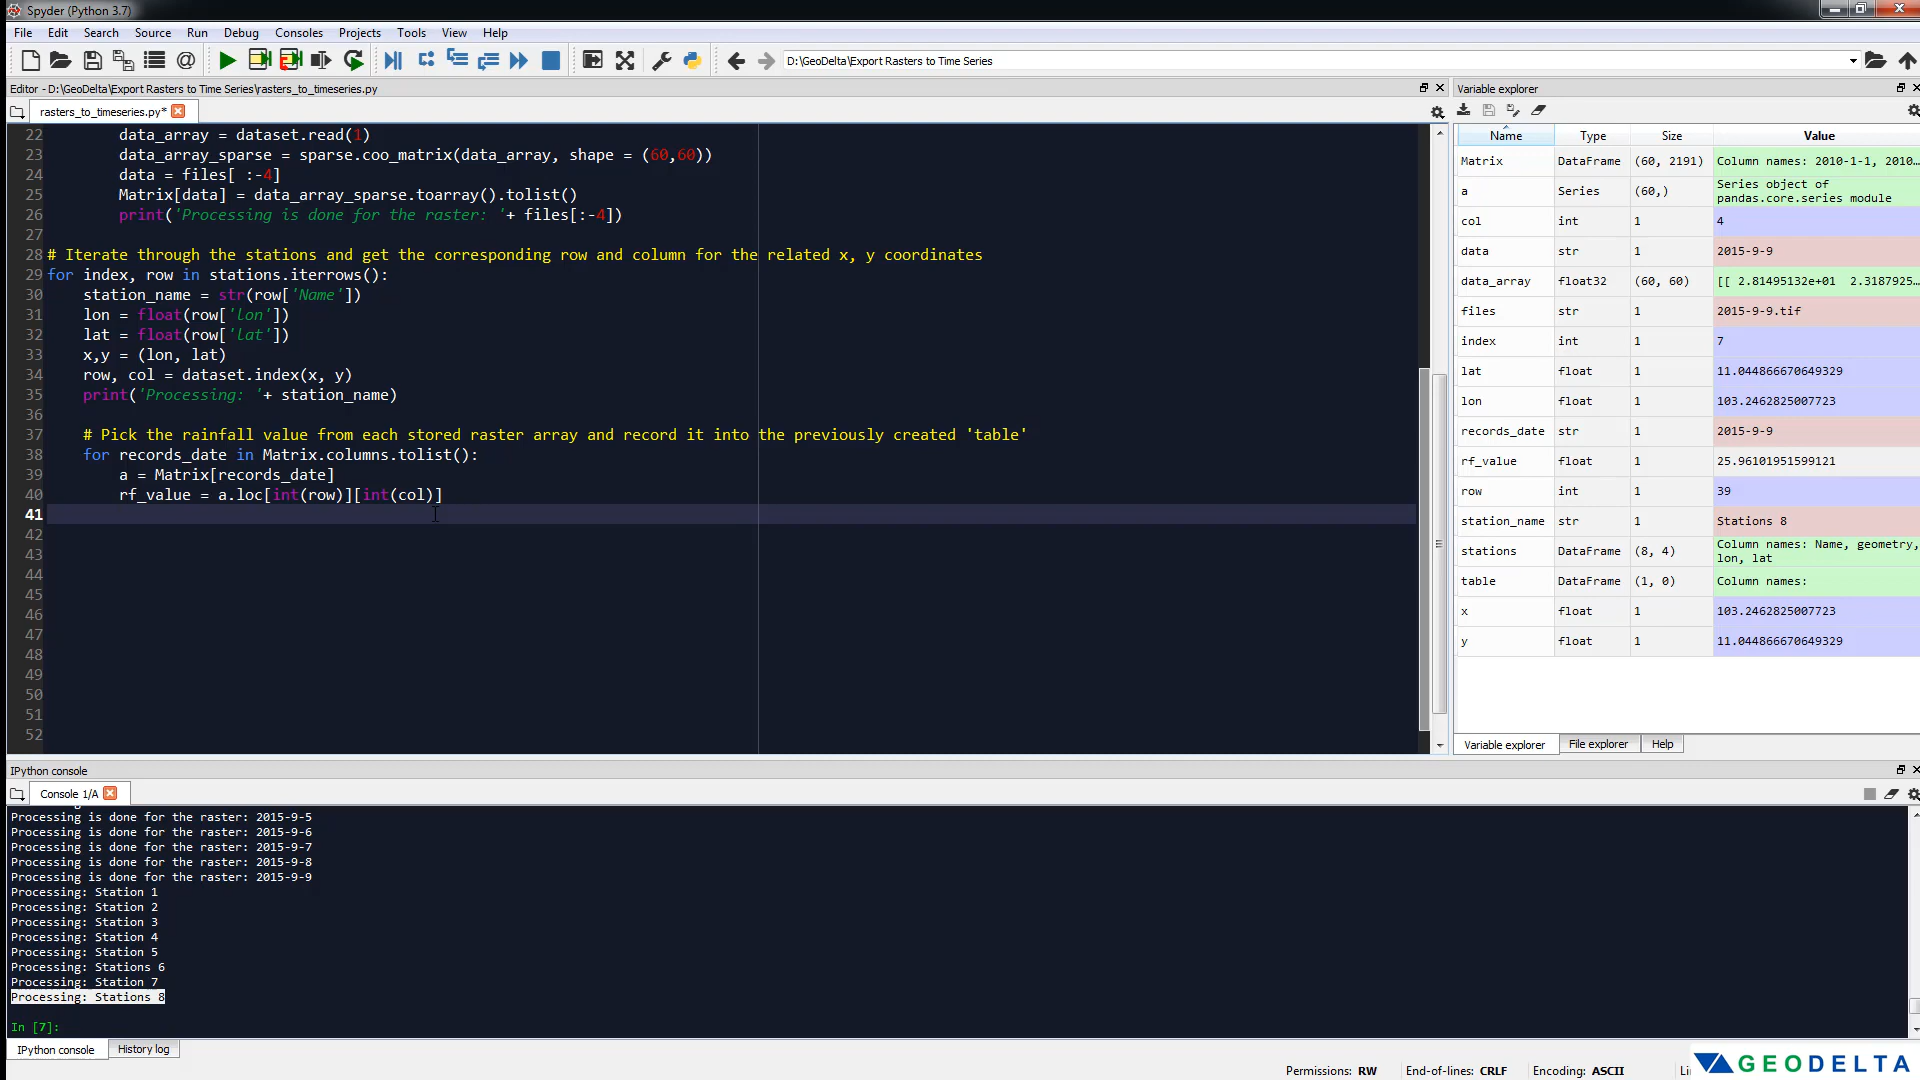 Spyder (Python 3.7)
File Edit Search Source Run Debug Consoles Projects Tools View Help
D:\GeoDelta\Export Rasters to Time Series
Editor - D:\GeoDelta\Export Rasters to Time Series\rasters_to_timeseries.py
rasters_to_timeseries.py*
22 data_array = dataset.read(1)
23 data_array_sparse = sparse.coo_matrix(data_array, shape = (60,60))
24 data = files[ :-4]
25 Matrix[data] = data_array_sparse.toarray().tolist()
26 print('Processing is done for the raster: '+ files[:-4])
27
28 # Iterate through the stations and get the corresponding row and column for the related x, y coordinates
29 for index, row in stations.iterrows():
30 station_name = str(row['Name'])
31 lon = float(row['lon'])
32 lat = float(row['lat'])
33 x,y = (lon, lat)
34 row, col = dataset.index(x, y)
35 print('Processing: '+ station_name)
36
37 # Pick the rainfall value from each stored raster array and record it into the previously created 'table'
38 for records_date in Matrix.columns.tolist():
39 a = Matrix[records_date]
40 rf_value = a.loc[int(row)][int(col)]
41
42
43
44
45
46
47
48
49
50
51
52
Variable explorer
Name Type Size Value
Matrix DataFrame (60, 2191) Column names: 2010-1-1, 2010...
a Series (60,) Series object of
pandas.core.series module
col int 1 4
data str 1 2015-9-9
data_array float32 (60, 60) [[ 2.81495132e+01 2.3187925...
files str 1 2015-9-9.tif
index int 1 7
lat float 1 11.044866670649329
lon float 1 103.2462825007723
records_date str 1 2015-9-9
rf_value float 1 25.96101951599121
row int 1 39
station_name str 1 Stations 8
stations DataFrame (8, 4) Column names: Name, geometry,
lon, lat
table DataFrame (1, 0) Column names:
x float 1 103.2462825007723
y float 1 11.044866670649329
Variable explorer File explorer Help
IPython console
Console 1/A
Processing is done for the raster: 2015-9-5
Processing is done for the raster: 2015-9-6
Processing is done for the raster: 2015-9-7
Processing is done for the raster: 2015-9-8
Processing is done for the raster: 2015-9-9
Processing: Station 1
Processing: Station 2
Processing: Station 3
Processing: Station 4
Processing: Station 5
Processing: Stations 6
Processing: Station 7
Processing: Stations 8
In [7]:
IPython console History log
Permissions: RW End-of-lines: CRLF Encoding: ASCII
GEODELTA